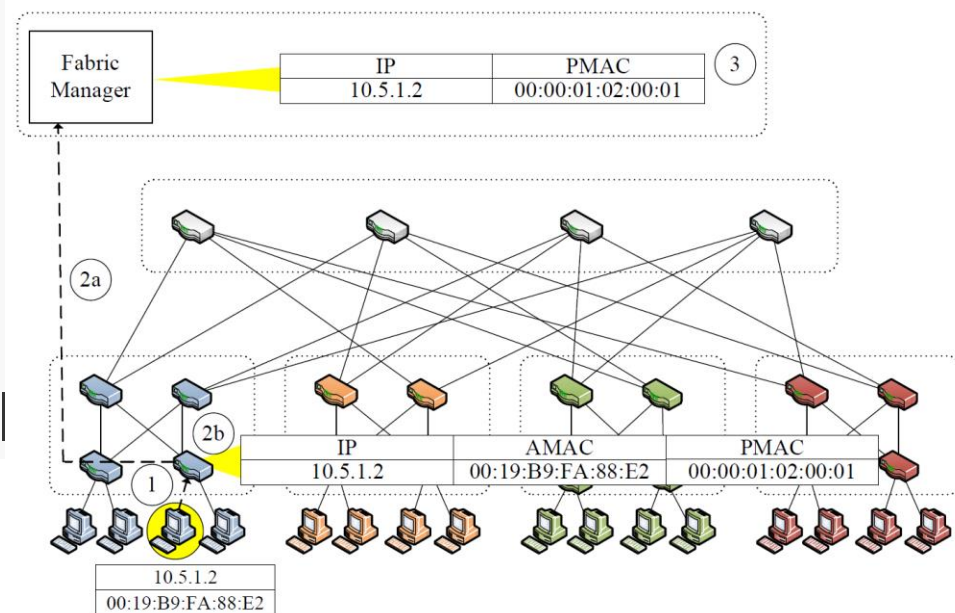 Fabric
Manager
IP PMAC
10.5.1.2 00:00:01:02:00:01
3
2a
2b
IP AMAC PMAC
10.5.1.2 00:19:B9:FA:88:E2 00:00:01:02:00:01
1
10.5.1.2
00:19:B9:FA:88:E2